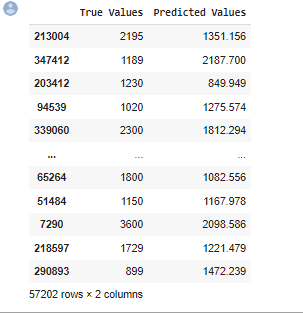 True Values Predicted Values
213004 2195 1351.156
347412 1189 2187.700
203412 1230 849.949
94539 1020 1275.574
339060 2300 1812.294
... ... ...
65264 1800 1082.556
51484 1150 1167.978
7290 3600 2098.586
218597 1729 1221.479
290893 899 1472.239
57202 rows × 2 columns